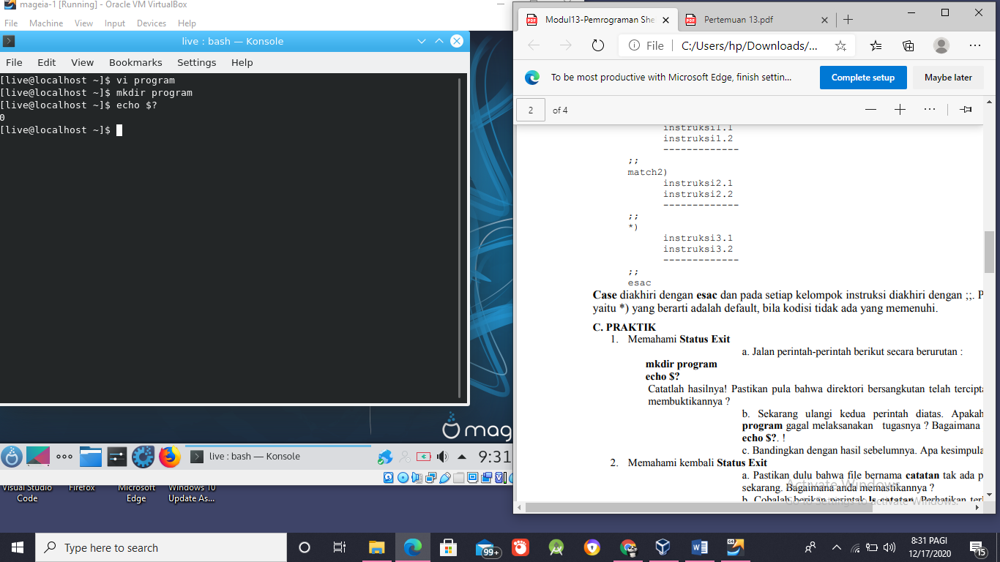 mageia-1 [Running] - Oracle VM VirtualBox
File Machine View Input Devices Help
live : bash — Konsole
File Edit View Bookmarks Settings Help
[live@localhost ~]$ vi program
[live@localhost ~]$ mkdir program
[live@localhost ~]$ echo $?
0
[live@localhost ~]$
mag
live : bash — Konsole
9:31
Visual Studio Code
Firefox
Microsoft Edge
Windows 10 Update As...
Modul13-Pemrograman She
Pertemuan 13.pdf
File
C:/Users/hp/Downloads/...
To be most productive with Microsoft Edge, finish settin...
Complete setup
Maybe later
2 of 4
instruksi1.1
instruksi1.2
-------------
;;
match2)
instruksi2.1
instruksi2.2
-------------
;;
*)
instruksi3.1
instruksi3.2
-------------
;;
esac
Case diakhiri dengan esac dan pada setiap kelompok instruksi diakhiri dengan ;;. P
yaitu *) yang berarti adalah default, bila kodisi tidak ada yang memenuhi.
C. PRAKTIK
1. Memahami Status Exit
a. Jalan perintah-perintah berikut secara berurutan :
mkdir program
echo $?
Catatlah hasilnya! Pastikan pula bahwa direktori bersangkutan telah tercipta
membuktikannya ?
b. Sekarang ulangi kedua perintah diatas. Apakah
program gagal melaksanakan tugasnya ? Bagaimana
echo $?. !
c. Bandingkan dengan hasil sebelumnya. Apa kesimpula
2. Memahami kembali Status Exit
a. Pastikan dulu bahwa file bernama catatan tak ada p
sekarang. Bagaimana anda memastikannya ?
b. Cobalah berikan perintak ls catatan. Perhatikan ter
Activate Windows
Go to Settings to activate Windows.
Type here to search
99+
8:31 PAGI
12/17/2020
15